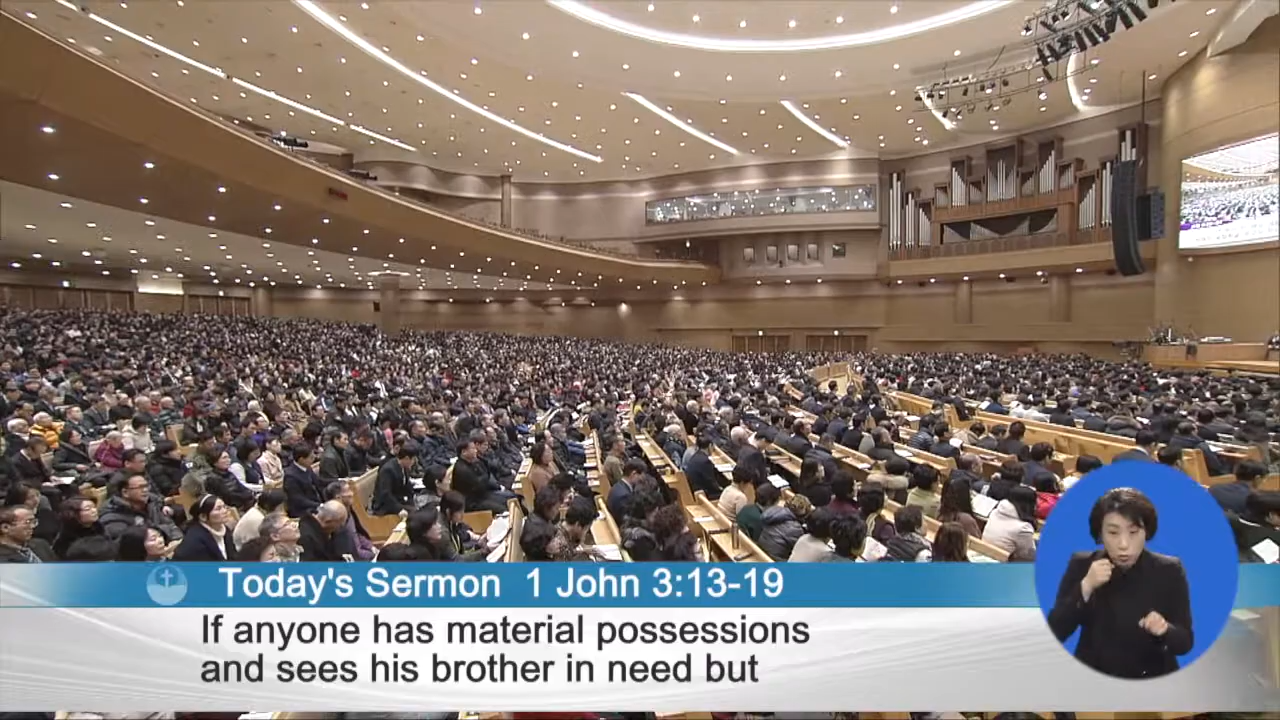 Today's Sermon 1 John 3:13-19
If anyone has material possessions
and sees his brother in need but